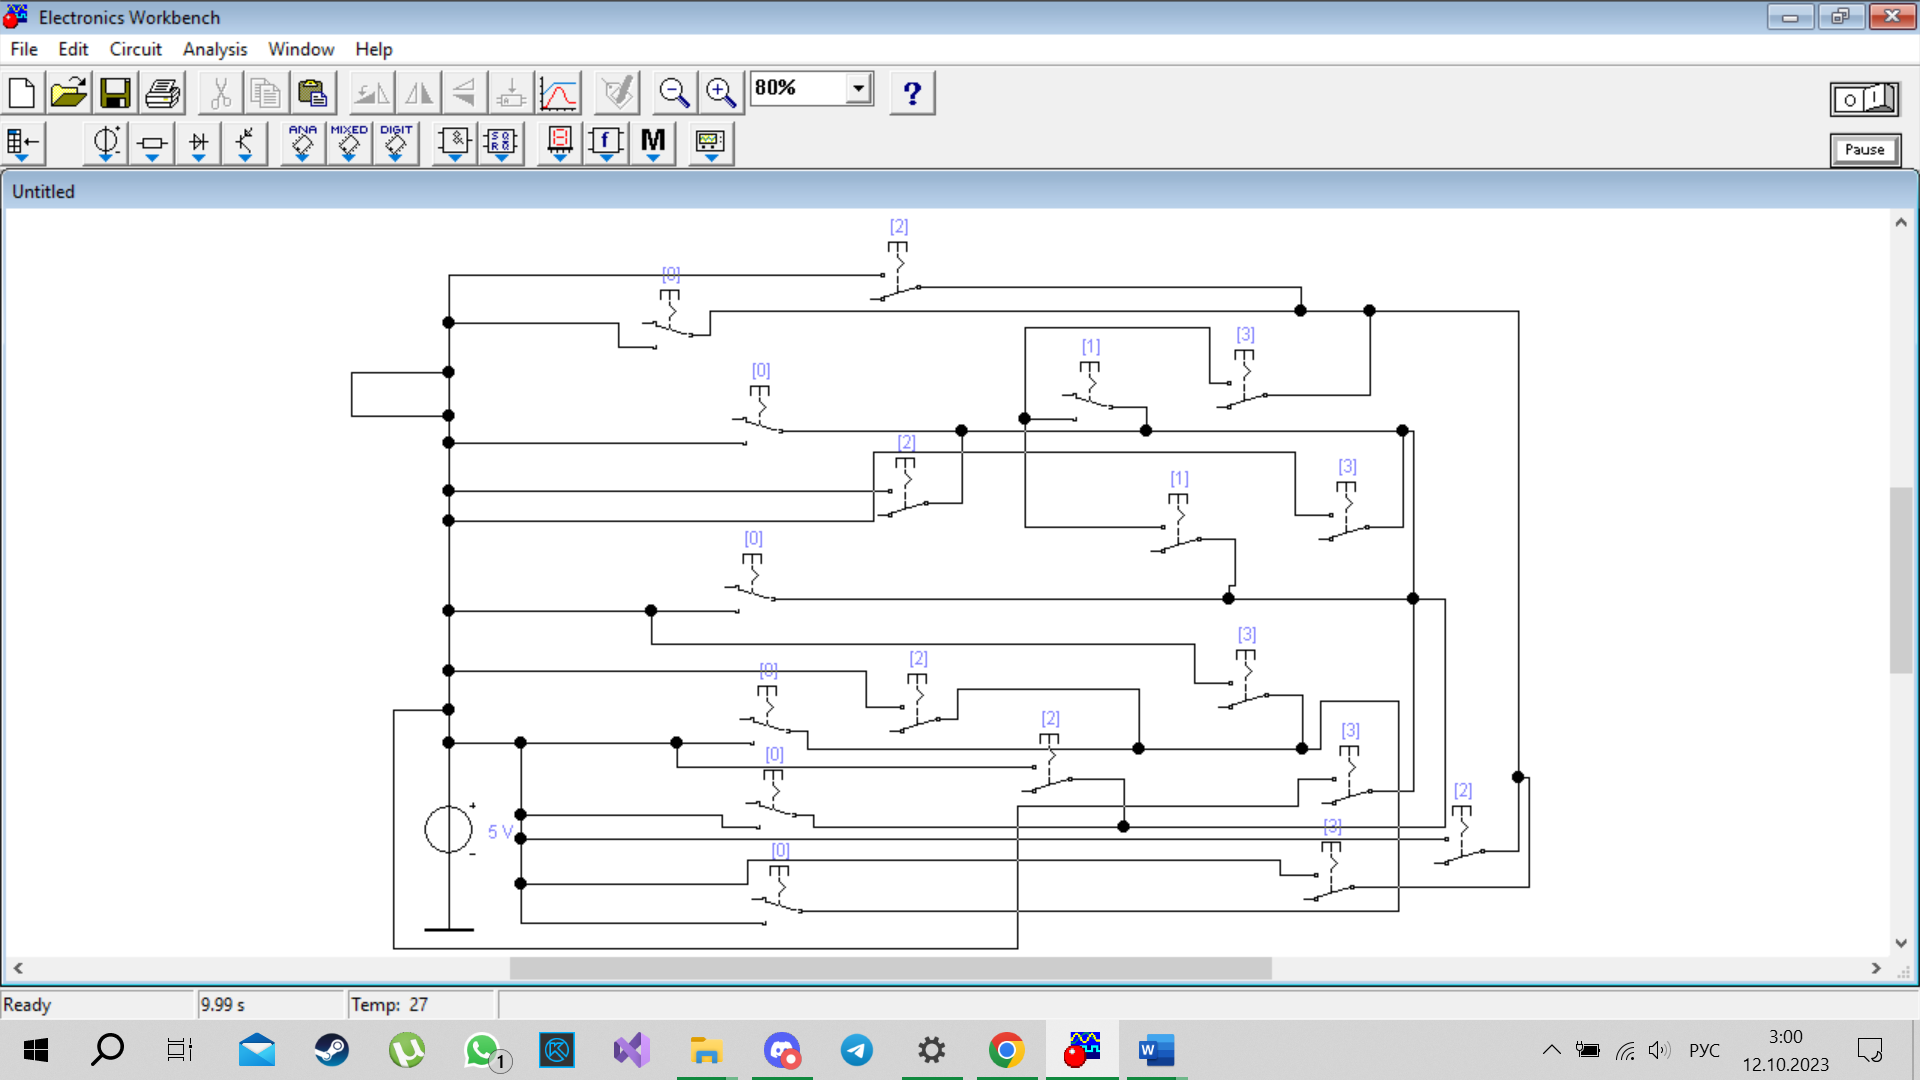 Electronics Workbench
File Edit Circuit Analysis Window Help
80%
?
Pause
ANA MIXED DIGIT
M
Untitled
[2]
[0]
[3]
[1]
[0]
[2]
[3]
[1]
[0]
[3]
[2]
[0]
[2]
[3]
[0]
[2]
5 V
[3]
[0]
Ready 9.99 s Temp: 27
1
3:00
РУС
12.10.2023